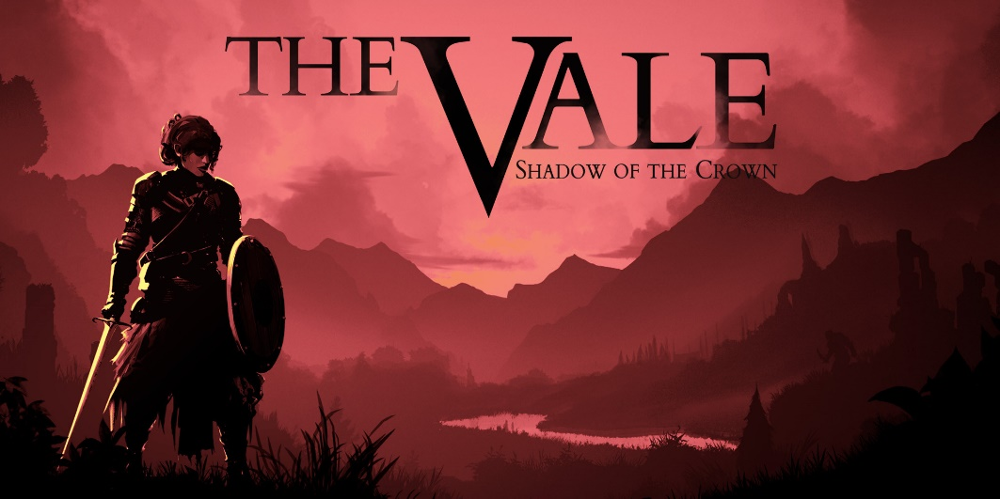 THE VALE
SHADOW OF THE CROWN